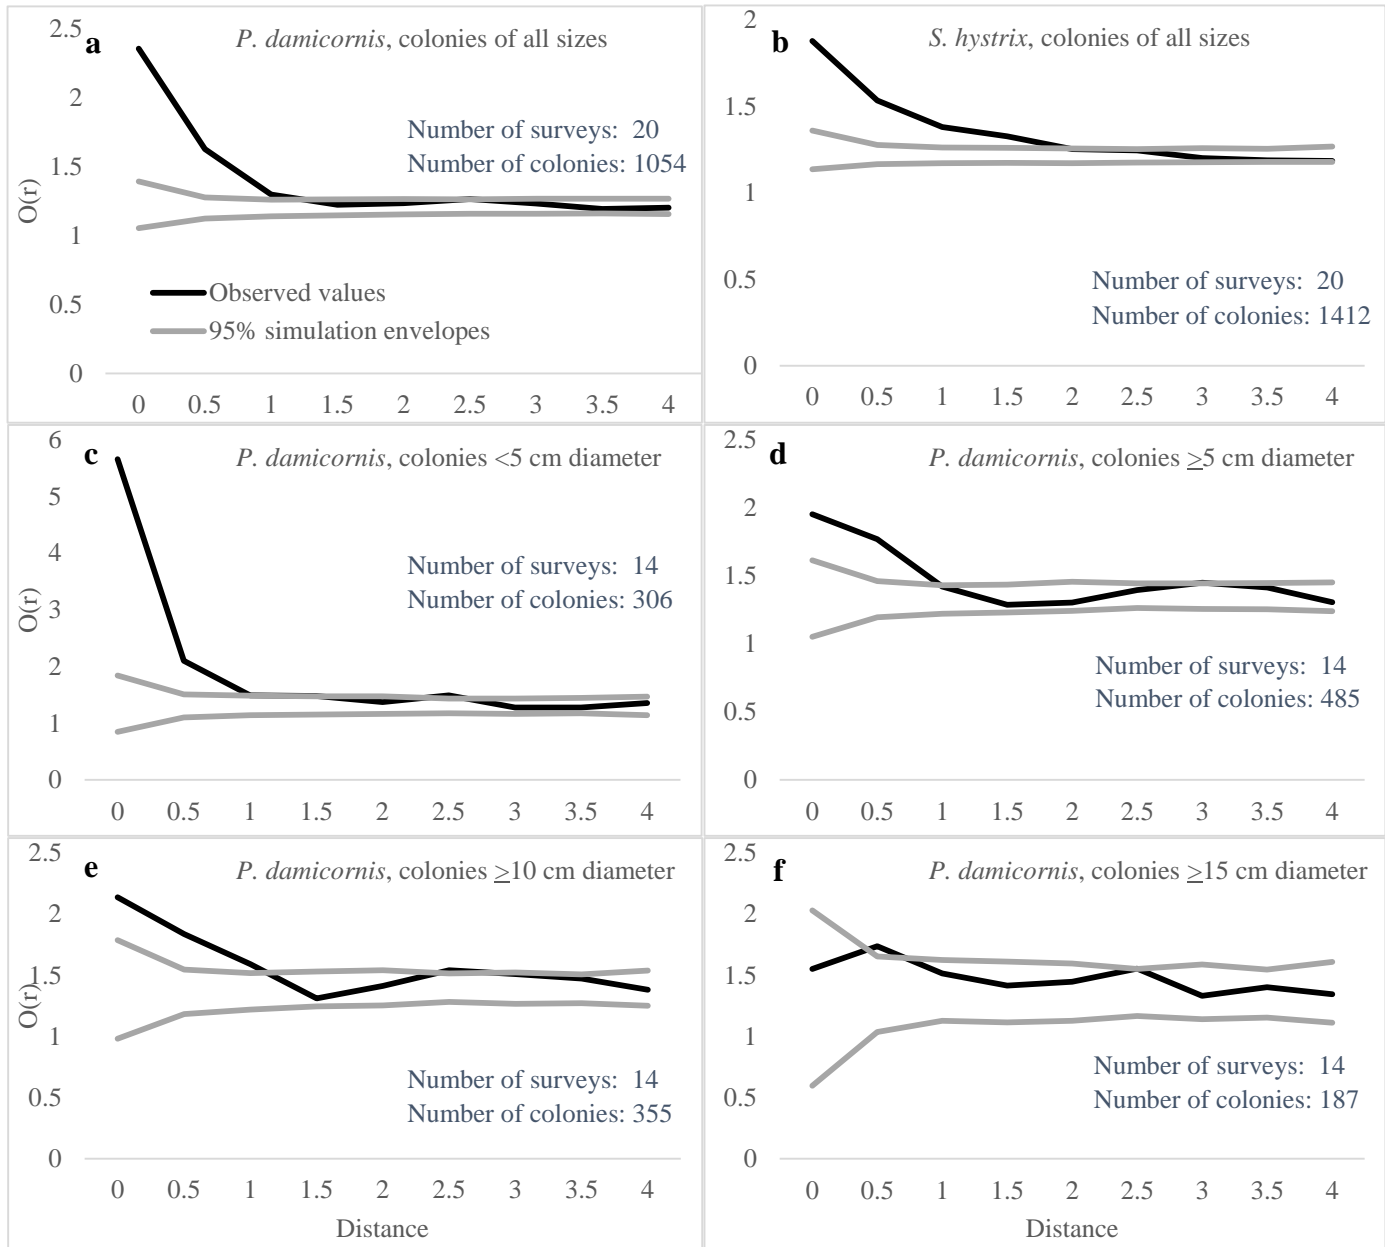 a
P. damicornis, colonies of all sizes
2.5
2
1.5
1
0.5
0
O(r)
Number of surveys: 20
Number of colonies: 1054
Observed values
95% simulation envelopes
0 0.5 1 1.5 2 2.5 3 3.5 4
b
S. hystrix, colonies of all sizes
2
1.5
1
0.5
0
Number of surveys: 20
Number of colonies: 1412
0 0.5 1 1.5 2 2.5 3 3.5 4
c
P. damicornis, colonies <5 cm diameter
6
5
4
3
2
1
0
O(r)
Number of surveys: 14
Number of colonies: 306
0 0.5 1 1.5 2 2.5 3 3.5 4
d
P. damicornis, colonies ≥5 cm diameter
2.5
2
1.5
1
0.5
0
Number of surveys: 14
Number of colonies: 485
0 0.5 1 1.5 2 2.5 3 3.5 4
e
P. damicornis, colonies ≥10 cm diameter
2.5
2
1.5
1
0.5
0
O(r)
Number of surveys: 14
Number of colonies: 355
0 0.5 1 1.5 2 2.5 3 3.5 4
Distance
f
P. damicornis, colonies ≥15 cm diameter
2.5
2
1.5
1
0.5
0
Number of surveys: 14
Number of colonies: 187
0 0.5 1 1.5 2 2.5 3 3.5 4
Distance